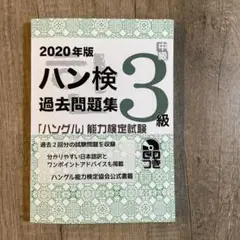 2020年版
ハン検
過去問題集
3級
「ハングル」能力検定試験
過去2回分の試験問題を収録
分かりやすい日本語訳と
ワンポイントアドバイスも掲載
ハングル能力検定協会公式書籍
つき